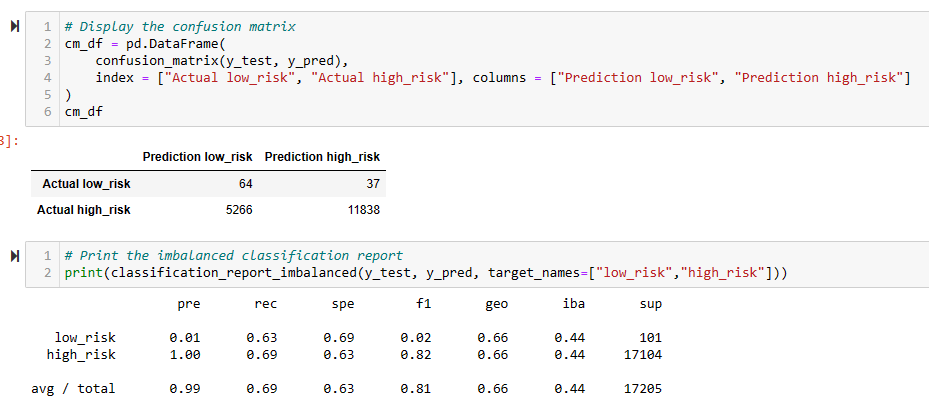 1 # Display the confusion matrix
2 cm_df = pd.DataFrame(
3     confusion_matrix(y_test, y_pred),
4     index = ["Actual low_risk", "Actual high_risk"], columns = ["Prediction low_risk", "Prediction high_risk"]
5 )
6 cm_df
3]:
Prediction low_risk Prediction high_risk
Actual low_risk 64 37
Actual high_risk 5266 11838
1 # Print the imbalanced classification report
2 print(classification_report_imbalanced(y_test, y_pred, target_names=["low_risk","high_risk"]))
pre rec spe f1 geo iba sup
low_risk 0.01 0.63 0.69 0.02 0.66 0.44 101
high_risk 1.00 0.69 0.63 0.82 0.66 0.44 17104
avg / total 0.99 0.69 0.63 0.81 0.66 0.44 17205